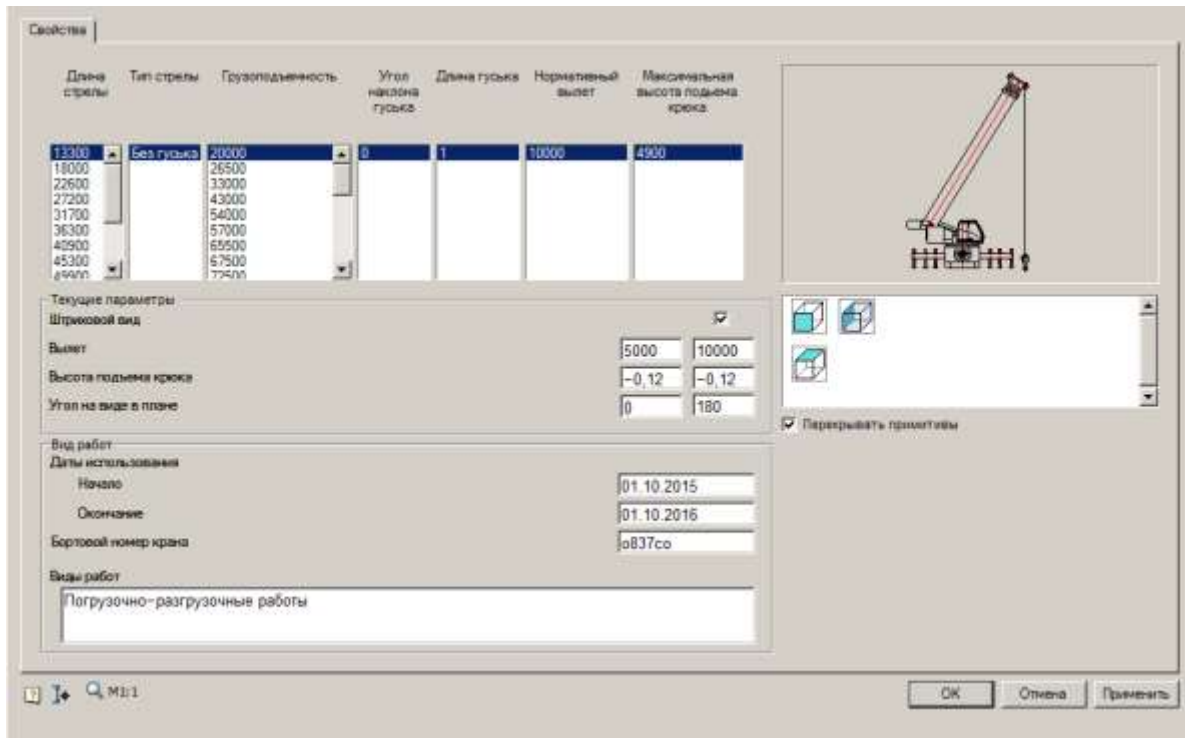 Свойства
Длина стрелы
Тип стрелы
Грузоподъемность
Угол наклона гуська
Длина гуська
Нормативный вылет
Максимальная высота подъема крюка
13300
18000
22600
27200
31700
36300
40900
45300
49900
Без гуська
20000
26500
33000
43000
54000
57000
65500
67500
72500
0
1
10000
4900
Текущие параметры
Штриховой вид
Вылет 5000 10000
Высота подъема крюка -0,12 -0,12
Угол на виде в плане 0 180
Перекрывать примитивы
Вид работ
Даты использования
Начало 01.10.2015
Окончание 01.10.2016
Бортовой номер крана о837со
Виды работ
Погрузочно-разгрузочные работы
М1:1
ОК Отмена Применить